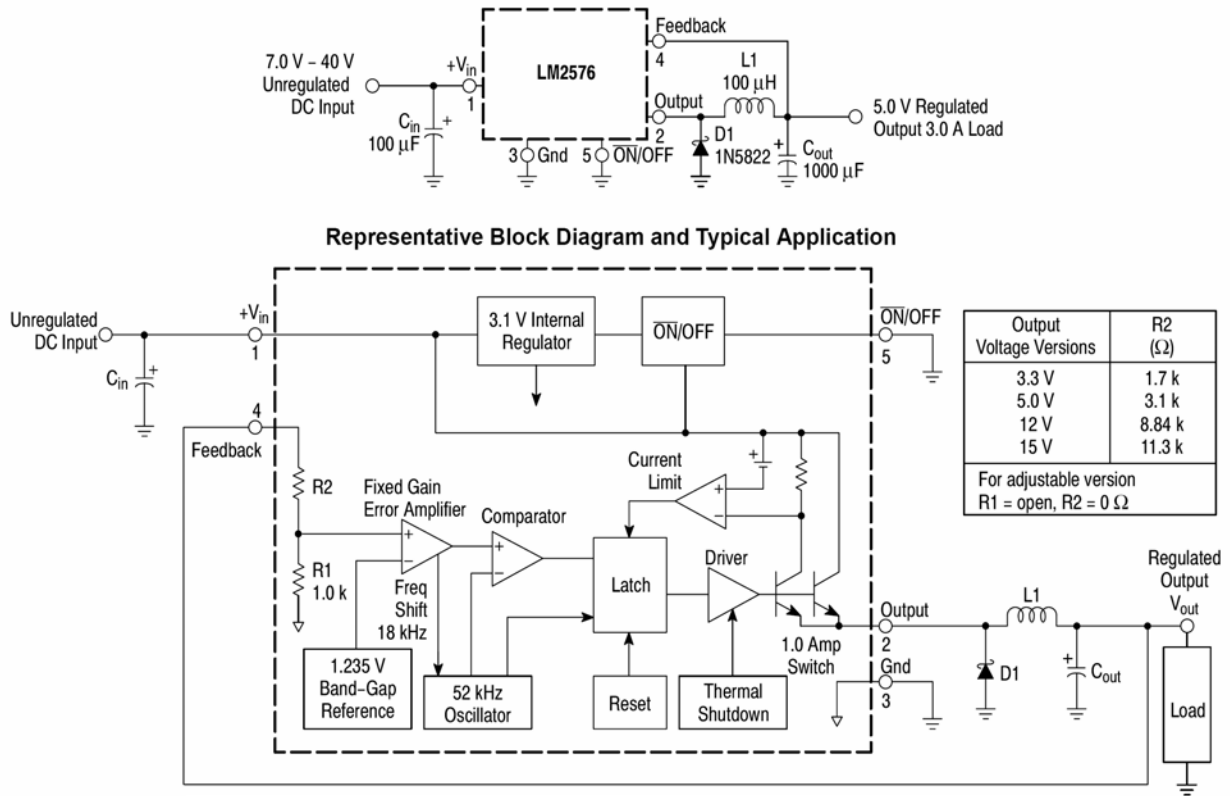 Feedback
4
7.0 V – 40 V
Unregulated
DC Input
+Vin
1
LM2576
L1
100 μH
Output
2
5.0 V Regulated
Output 3.0 A Load
Cin
100 μF
+
3 Gnd
5 ON/OFF
D1
1N5822
+
Cout
1000 μF
Representative Block Diagram and Typical Application
Unregulated
DC Input
+Vin
1
Cin
+
3.1 V Internal
Regulator
ON/OFF
ON/OFF
5
Output
Voltage Versions
R2
(Ω)
3.3 V
1.7 k
5.0 V
3.1 k
12 V
8.84 k
15 V
11.3 k
For adjustable version
R1 = open, R2 = 0 Ω
4
Feedback
R2
Fixed Gain
Error Amplifier
+
–
Comparator
+
–
Current
Limit
+
–
+
R1
1.0 k
Freq
Shift
18 kHz
Latch
Driver
1.0 Amp
Switch
1.235 V
Band–Gap
Reference
52 kHz
Oscillator
Reset
Thermal
Shutdown
Output
2
Gnd
3
L1
D1
+
Cout
Regulated
Output
Vout
Load